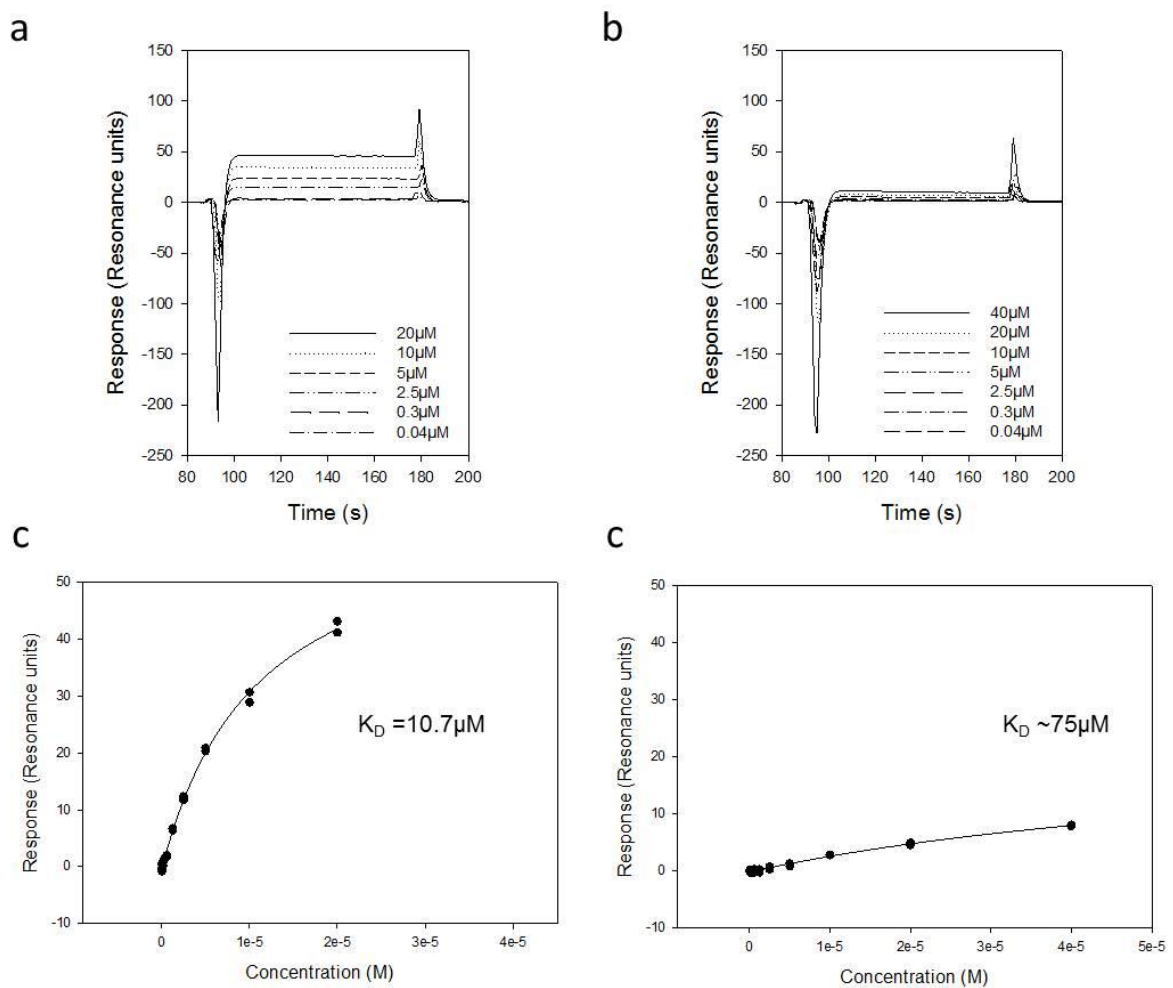 a
150
100
50
0
-50
-100
-150
-200
-250
Response (Resonance units)
20µM
10µM
5µM
2.5µM
0.3µM
0.04µM
80 100 120 140 160 180 200
Time (s)
b
150
100
50
0
-50
-100
-150
-200
-250
Response (Resonance units)
40µM
20µM
10µM
5µM
2.5µM
0.3µM
0.04µM
80 100 120 140 160 180 200
Time (s)
c
50
40
30
20
10
0
-10
Response (Resonance units)
K_D =10.7µM
0 1e-5 2e-5 3e-5 4e-5
Concentration (M)
c
50
40
30
20
10
0
-10
Response (Resonance units)
K_D ~75µM
0 1e-5 2e-5 3e-5 4e-5 5e-5
Concentration (M)